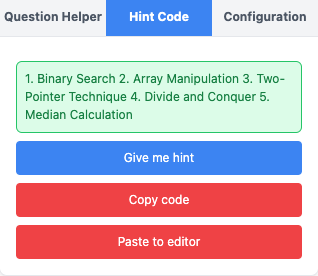 Question Helper Hint Code Configuration
1. Binary Search 2. Array Manipulation 3. Two-
Pointer Technique 4. Divide and Conquer 5.
Median Calculation
Give me hint
Copy code
Paste to editor